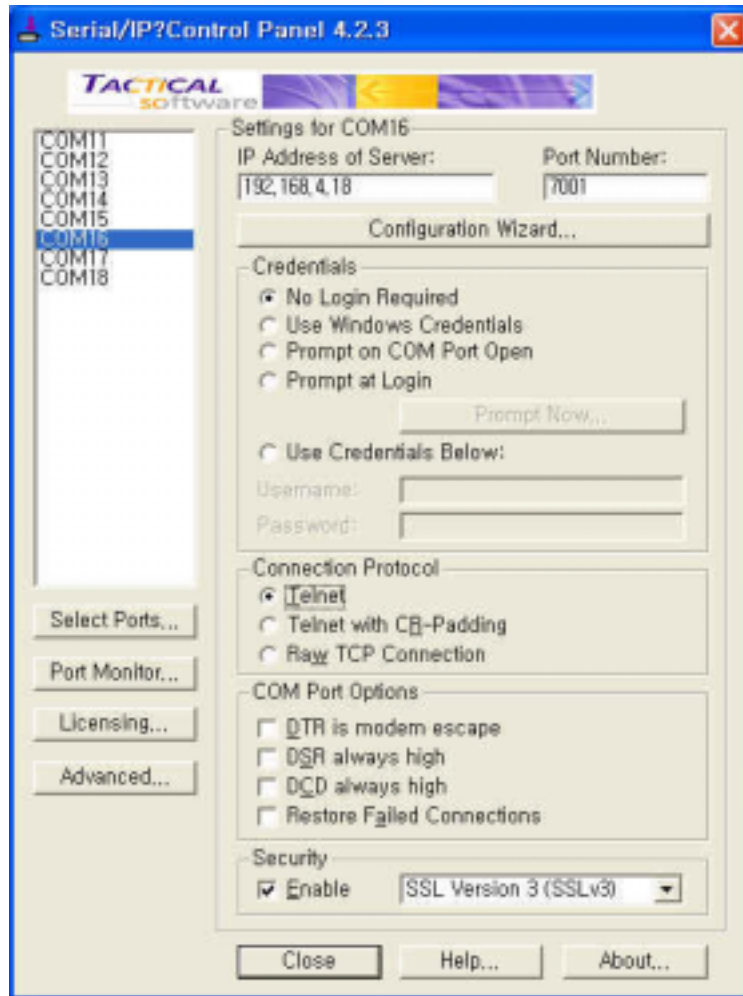 Serial/IP?Control Panel 4.2.3
TACTICAL
software
COM11
COM12
COM13
COM14
COM15
COM16
COM17
COM18
Select Ports...
Port Monitor...
Licensing...
Advanced...
Settings for COM16
IP Address of Server:
Port Number:
192.168.4.18
7001
Configuration Wizard...
Credentials
No Login Required
Use Windows Credentials
Prompt on COM Port Open
Prompt at Login
Prompt Now...
Use Credentials Below:
Username:
Password:
Connection Protocol
Telnet
Telnet with CR-Padding
Raw TCP Connection
COM Port Options
DTR is modem escape
DSR always high
DCD always high
Restore Failed Connections
Security
Enable
SSL Version 3 (SSLv3)
Close
Help...
About...